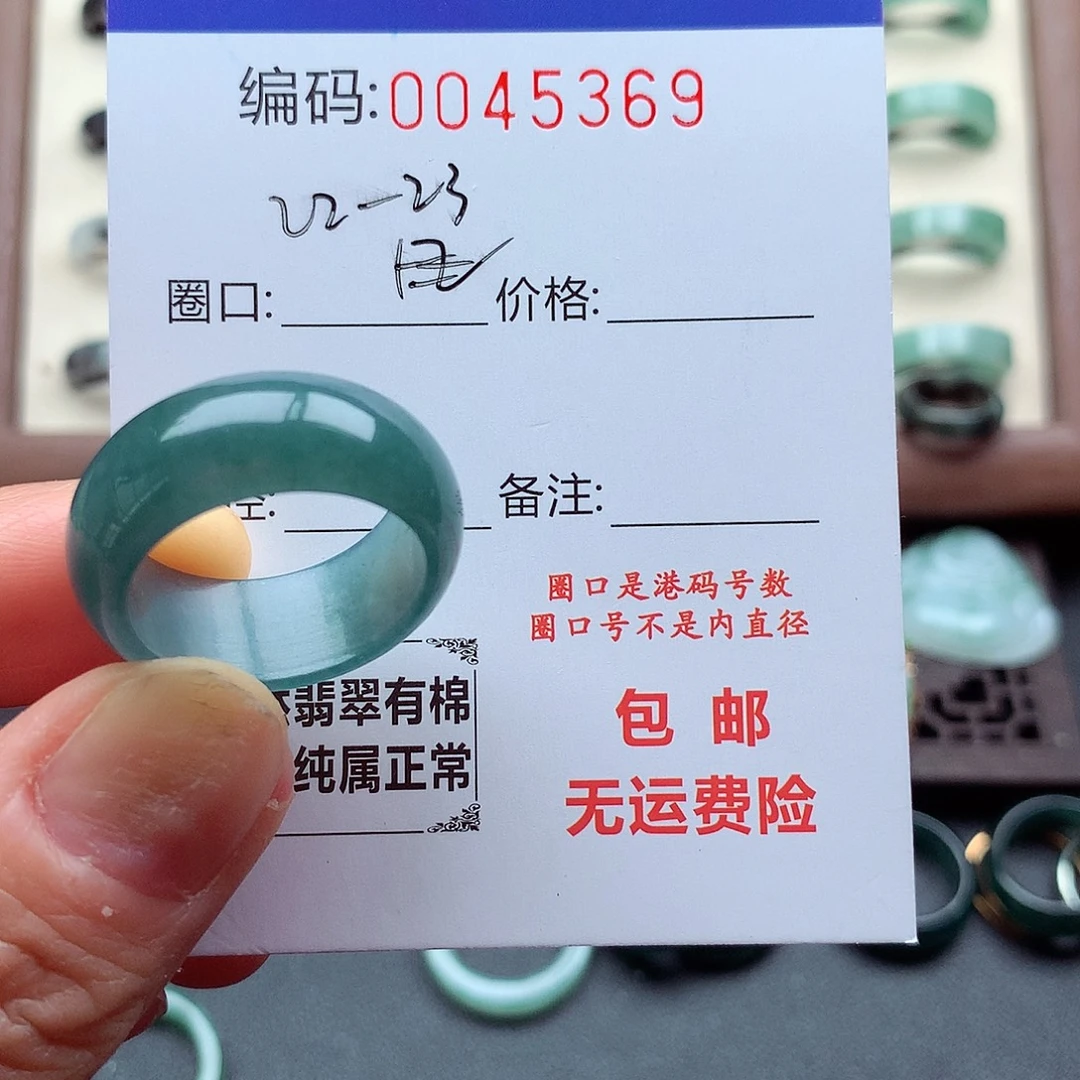 编码:0045369
22-23
圈口: 价格:
备注:
圈口是港码号数
圈口号不是内直径
翡翠有棉
纯属正常
包邮
无运费险